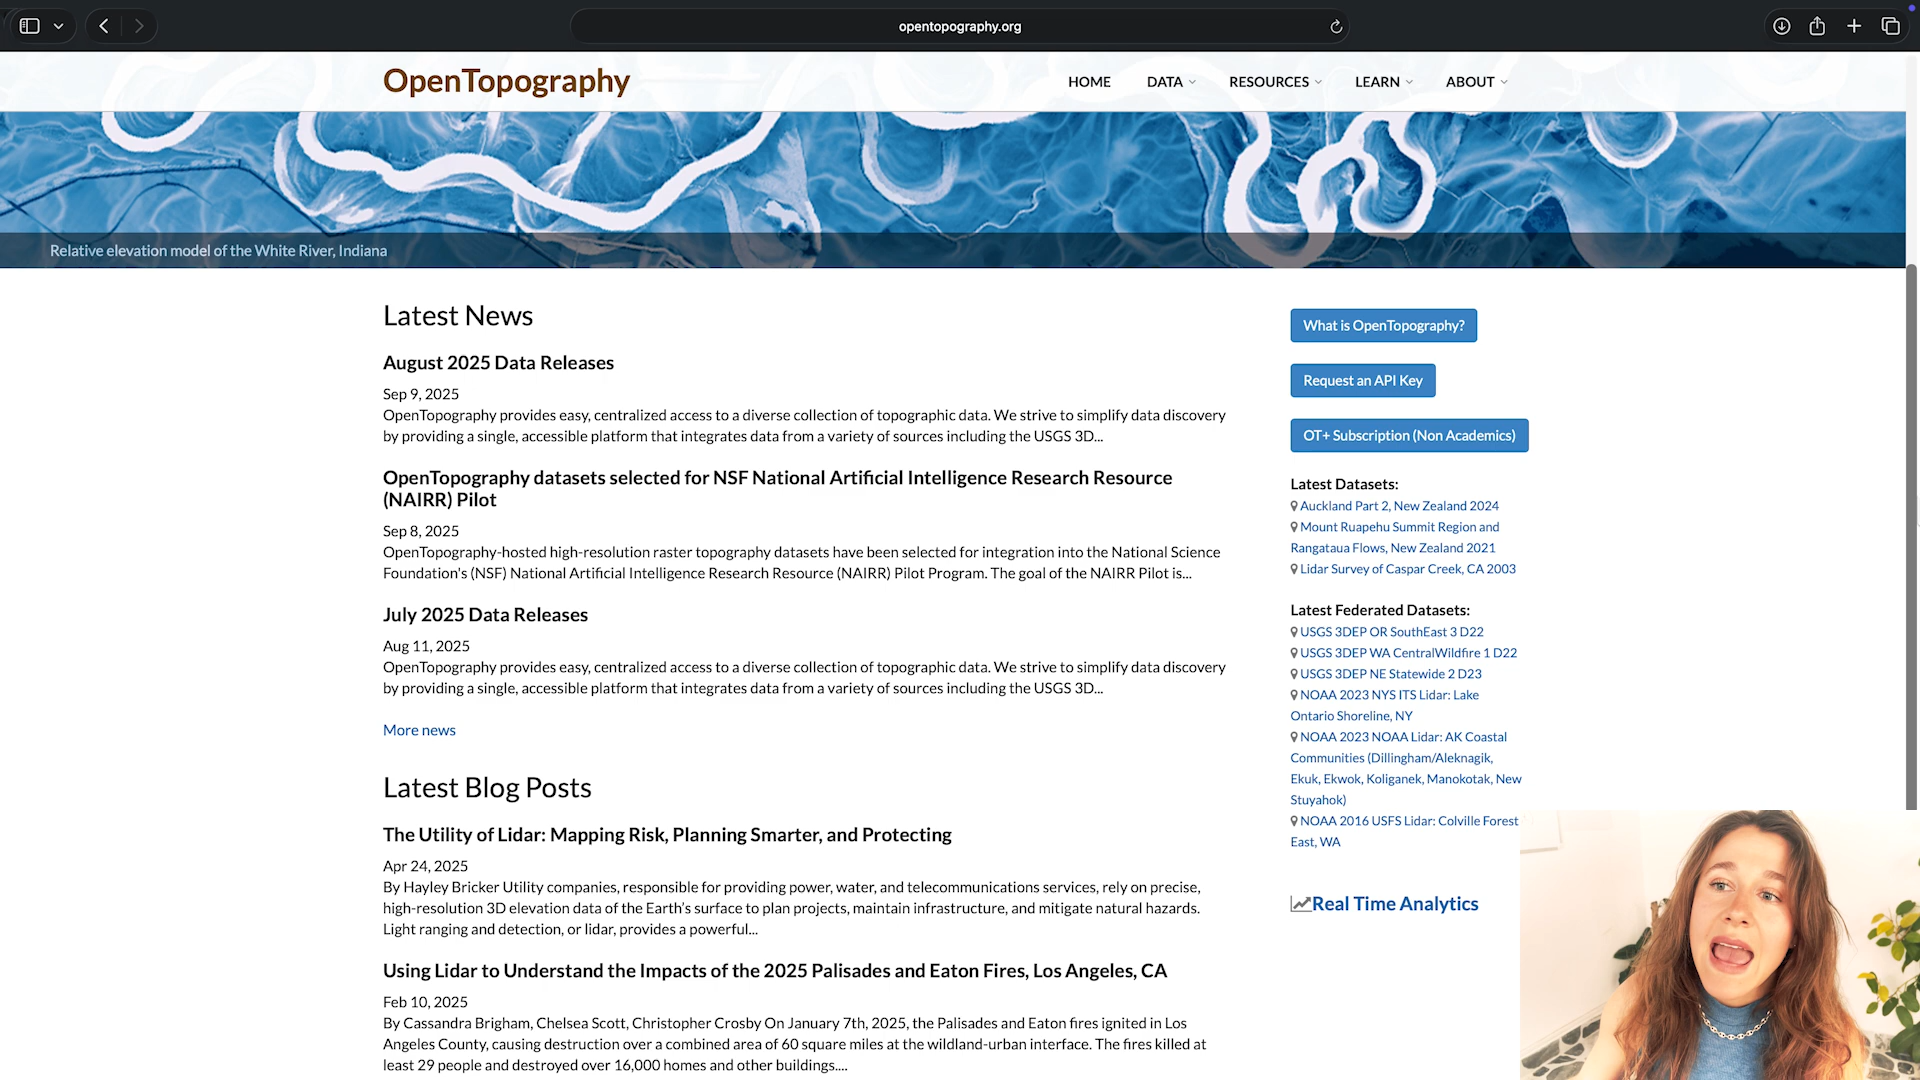 opentopography.org
OpenTopography
HOME
DATA
RESOURCES
LEARN
ABOUT
Relative elevation model of the White River, Indiana
Latest News
August 2025 Data Releases
Sep 9, 2025
OpenTopography provides easy, centralized access to a diverse collection of topographic data. We strive to simplify data discovery
by providing a single, accessible platform that integrates data from a variety of sources including the USGS 3D...
OpenTopography datasets selected for NSF National Artificial Intelligence Research Resource
(NAIRR) Pilot
Sep 8, 2025
OpenTopography-hosted high-resolution raster topography datasets have been selected for integration into the National Science
Foundation's (NSF) National Artificial Intelligence Research Resource (NAIRR) Pilot Program. The goal of the NAIRR Pilot is...
July 2025 Data Releases
Aug 11, 2025
OpenTopography provides easy, centralized access to a diverse collection of topographic data. We strive to simplify data discovery
by providing a single, accessible platform that integrates data from a variety of sources including the USGS 3D...
More news
Latest Blog Posts
The Utility of Lidar: Mapping Risk, Planning Smarter, and Protecting
Apr 24, 2025
By Hayley Bricker Utility companies, responsible for providing power, water, and telecommunications services, rely on precise,
high-resolution 3D elevation data of the Earth's surface to plan projects, maintain infrastructure, and mitigate natural hazards.
Light ranging and detection, or lidar, provides a powerful...
Using Lidar to Understand the Impacts of the 2025 Palisades and Eaton Fires, Los Angeles, CA
Feb 10, 2025
By Cassandra Brigham, Chelsea Scott, Christopher Crosby On January 7th, 2025, the Palisades and Eaton fires ignited in Los
Angeles County, causing destruction over a combined area of 60 square miles at the wildland-urban interface. The fires killed at
least 29 people and destroyed over 16,000 homes and other buildings....
What is OpenTopography?
Request an API Key
OT+ Subscription (Non Academics)
Latest Datasets:
Auckland Part 2, New Zealand 2024
Mount Ruapehu Summit Region and
Rangataua Flows, New Zealand 2021
Lidar Survey of Caspar Creek, CA 2003
Latest Federated Datasets:
USGS 3DEP OR SouthEast 3 D22
USGS 3DEP WA CentralWildfire 1 D22
USGS 3DEP NE Statewide 2 D23
NOAA 2023 NYS ITS Lidar: Lake
Ontario Shoreline, NY
NOAA 2023 NOAA Lidar: AK Coastal
Communities (Dillingham/Aleknagik,
Ekuk, Ekwok, Koliganek, Manokotak, New
Stuyahok)
NOAA 2016 USFS Lidar: Colville Forest
East, WA
Real Time Analytics